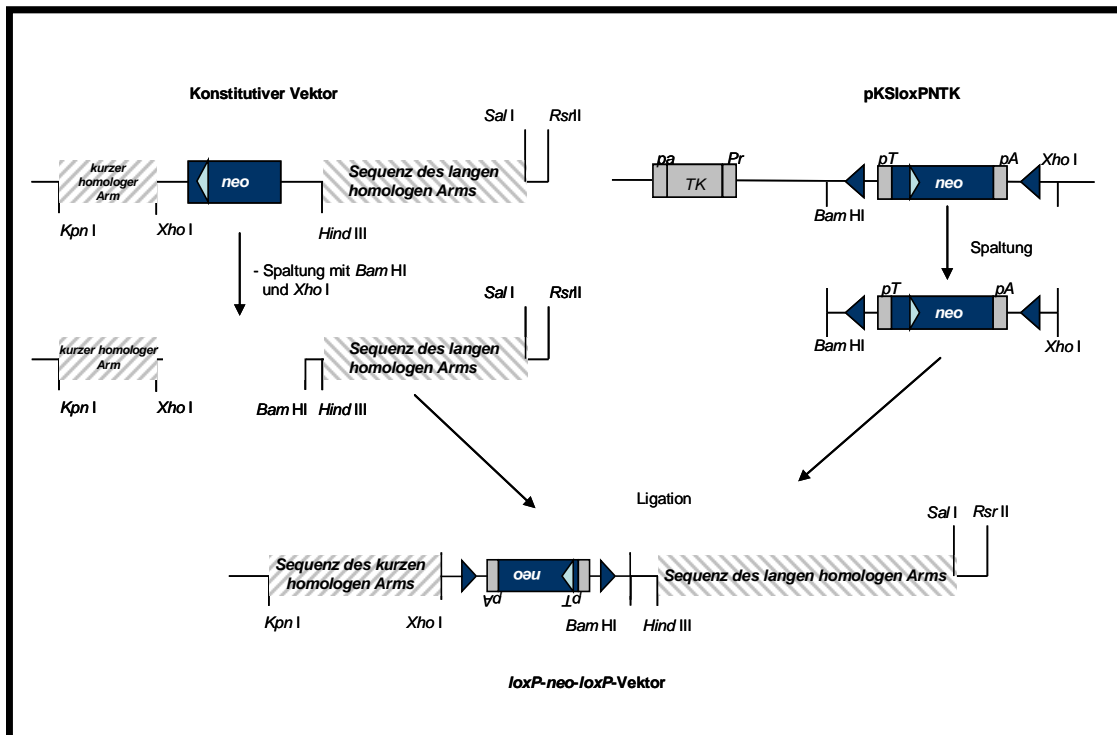 Konstitutiver Vektor
pKSloxPNTK
Sal I
RsrII
kurzer
homologer
Arm
neo
Sequenz des langen
homologen Arms
Kpn I
Xho I
Hind III
pa
Pr
TK
pT
neo
pA
Xho I
Bam HI
- Spaltung mit Bam HI
und Xho I
Spaltung
Sal I
RsrII
kurzer homologer
Arm
Sequenz des langen
homologen Arms
Kpn I
Xho I
Bam HI
Hind III
pT
neo
pA
Bam HI
Xho I
Ligation
Sal I
Rsr II
Sequenz des kurzen
homologen Arms
neo
pA
pT
Sequenz des langen homologen Arms
Kpn I
Xho I
Bam HI
Hind III
loxP-neo-loxP-Vektor